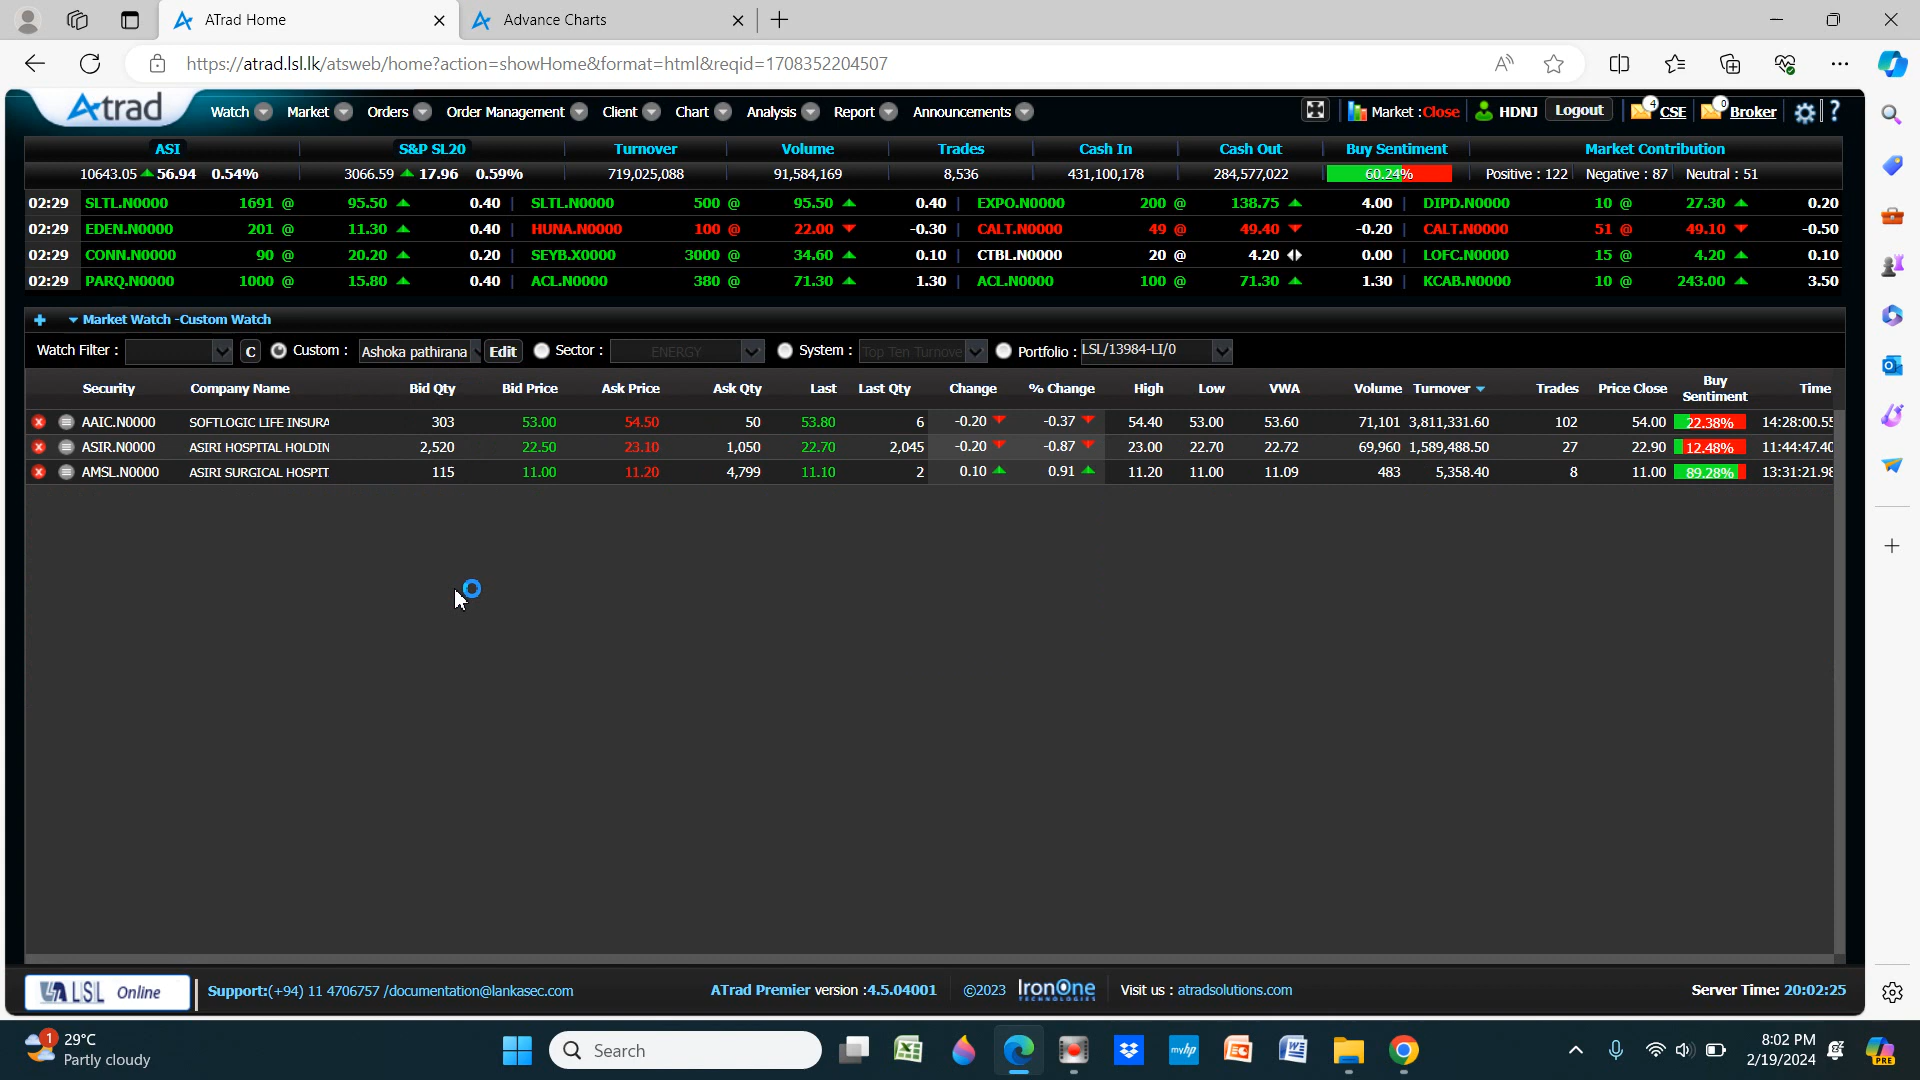 ATrad Home
Advance Charts
https://atrad.lsl.lk/atsweb/home?action=showHome&format=html&reqid=1708352204507
Atrad
Watch Market Orders Order Management Client Chart Analysis Report Announcements
Market :Close HDNJ Logout 4 CSE 0 Broker ?
ASI S&P SL20 Turnover Volume Trades Cash In Cash Out Buy Sentiment Market Contribution
10643.05 56.94 0.54% 3066.59 17.96 0.59% 719,025,088 91,584,169 8,536 431,100,178 284,577,022 60.24% Positive : 122 Negative : 87 Neutral : 51
02:29 SLTL.N0000 1691 @ 95.50 0.40 | SLTL.N0000 500 @ 95.50 0.40 | EXPO.N0000 200 @ 138.75 4.00 | DIPD.N0000 10 @ 27.30 0.20
02:29 EDEN.N0000 201 @ 11.30 0.40 | HUNA.N0000 100 @ 22.00 -0.30 | CALT.N0000 49 @ 49.40 -0.20 | CALT.N0000 51 @ 49.10 -0.50
02:29 CONN.N0000 90 @ 20.20 0.20 | SEYB.X0000 3000 @ 34.60 0.10 | CTBL.N0000 20 @ 4.20 0.00 | LOFC.N0000 15 @ 4.20 0.10
02:29 PARQ.N0000 1000 @ 15.80 0.40 | ACL.N0000 380 @ 71.30 1.30 | ACL.N0000 100 @ 71.30 1.30 | KCAB.N0000 10 @ 243.00 3.50
Market Watch -Custom Watch
Watch Filter : C Custom : Ashoka pathirana Edit Sector : ENERGY System : Top Ten Turnove Portfolio : LSL/13984-LI/0
Security Company Name Bid Qty Bid Price Ask Price Ask Qty Last Last Qty Change % Change High Low VWA Volume Turnover Trades Price Close Buy Sentiment Time
AAIC.N0000 SOFTLOGIC LIFE INSURA 303 53.00 54.50 50 53.80 6 -0.20 -0.37 54.40 53.00 53.60 71,101 3,811,331.60 102 54.00 22.38% 14:28:00.55
ASIR.N0000 ASIRI HOSPITAL HOLDIN 2,520 22.50 23.10 1,050 22.70 2,045 -0.20 -0.87 23.00 22.70 22.72 69,960 1,589,488.50 27 22.90 12.48% 11:44:47.40
AMSL.N0000 ASIRI SURGICAL HOSPIT 115 11.00 11.20 4,799 11.10 2 0.10 0.91 11.20 11.00 11.09 483 5,358.40 8 11.00 89.28% 13:31:21.98
LSL Online Support:(+94) 11 4706757 /documentation@lankasec.com ATrad Premier version :4.5.04001 ©2023 IronOne TECHNOLOGIES Visit us : atradsolutions.com Server Time: 20:02:25
1 29°C
Partly cloudy
Search
myhp
8:02 PM
2/19/2024
PRE